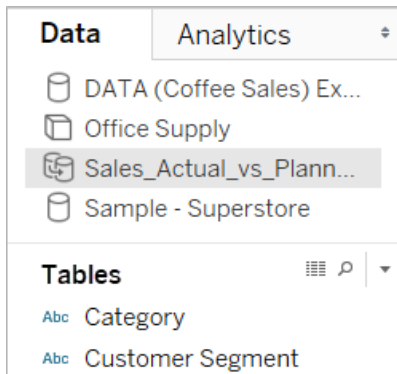 Data Analytics
DATA (Coffee Sales) Ex...
Office Supply
Sales_Actual_vs_Plann...
Sample - Superstore
Tables
Abc Category
Abc Customer Segment